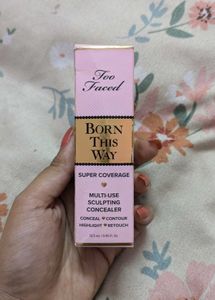 Too
Faced
BORN
THIS
WAY
SUPER COVERAGE
MULTI-USE
SCULPTING
CONCEALER
CONCEAL ♥ CONTOUR
HIGHLIGHT ♥ RETOUCH